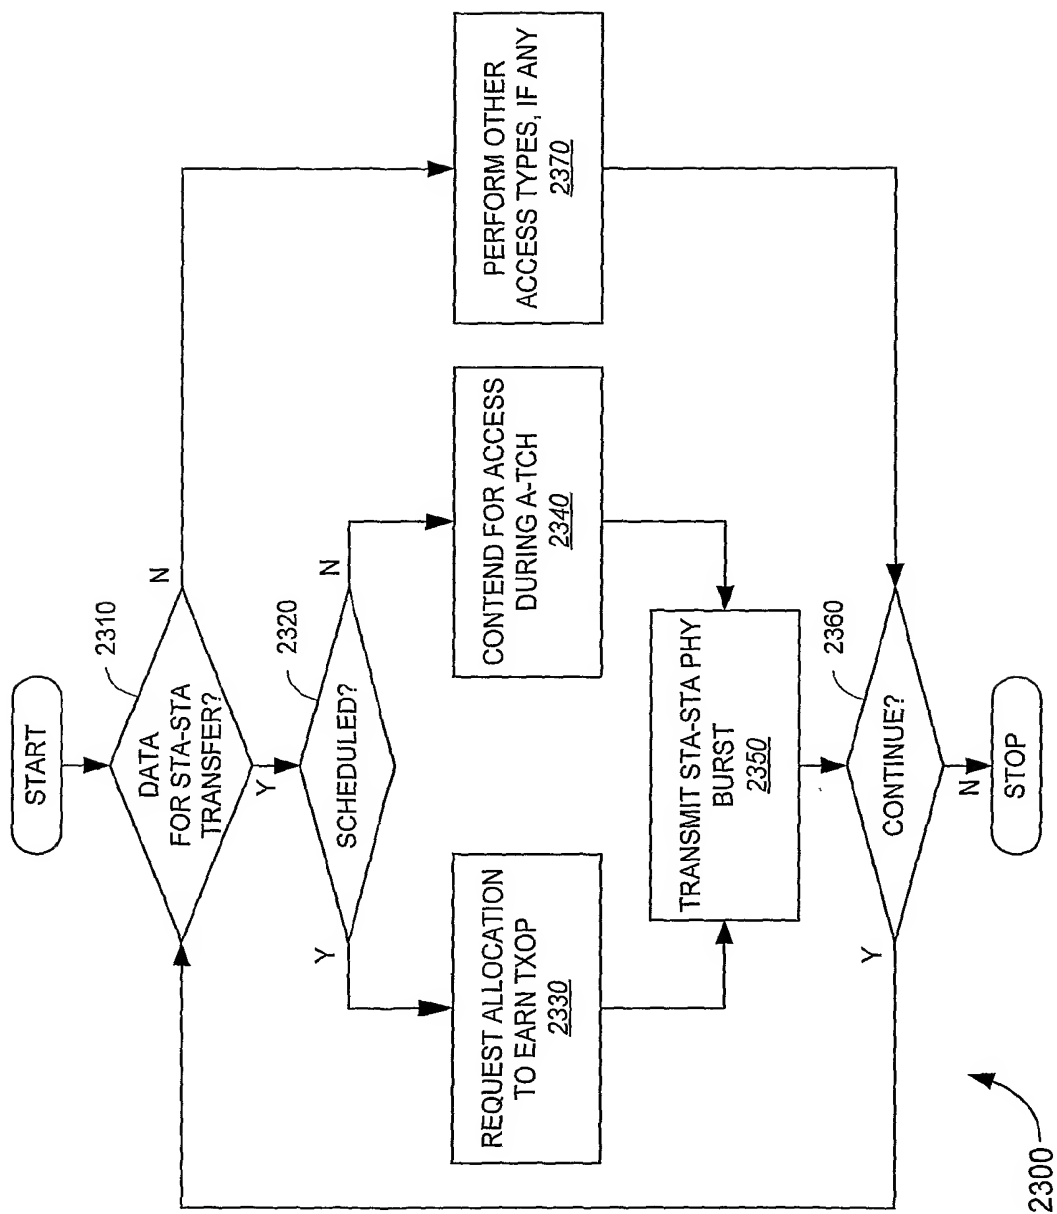 START
2310
DATA
FOR STA-STA
TRANSFER?
N
Y
2320
SCHEDULED?
Y
N
REQUEST ALLOCATION
TO EARN TXOP
2330
CONTEND FOR ACCESS
DURING A-TCH
2340
PERFORM OTHER
ACCESS TYPES, IF ANY
2370
TRANSMIT STA-STA PHY
BURST
2350
2360
CONTINUE?
Y
N
STOP
2300